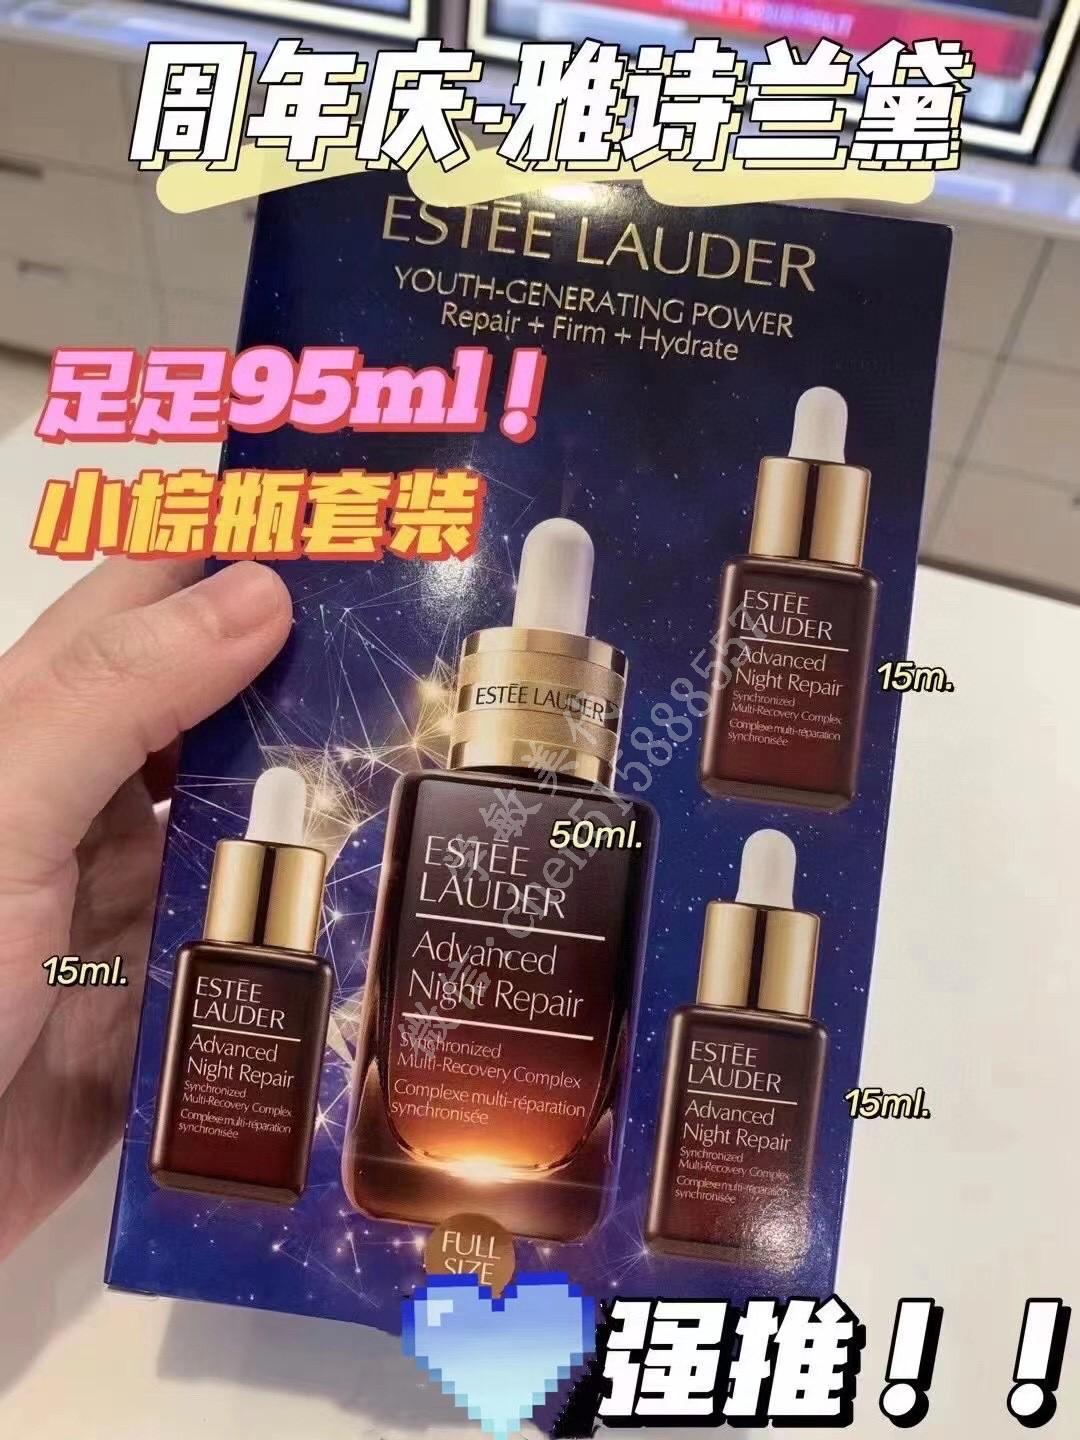 周年庆-雅诗兰黛
ESTĒE LAUDER
YOUTH-GENERATING POWER
Repair + Firm + Hydrate
足足95ml！
小棕瓶套装
ESTĒE
LAUDER
Advanced
Night Repair
Synchronized
Multi-Recovery Complex
Complexe multi-réparation
synchronisée
15m.
ESTĒE LAUDER
50ml.
ESTĒE
LAUDER
Advanced
Night Repair
Synchronized
Multi-Recovery Complex
Complexe multi-réparation
synchronisée
15ml.
ESTĒE
LAUDER
Advanced
Night Repair
Synchronized
Multi-Recovery Complex
Complexe multi-réparation
synchronisée
ESTĒE
LAUDER
Advanced
Night Repair
Synchronized
Multi-Recovery Complex
Complexe multi-réparation
synchronisée
15ml.
FULL
SIZE
强推！！